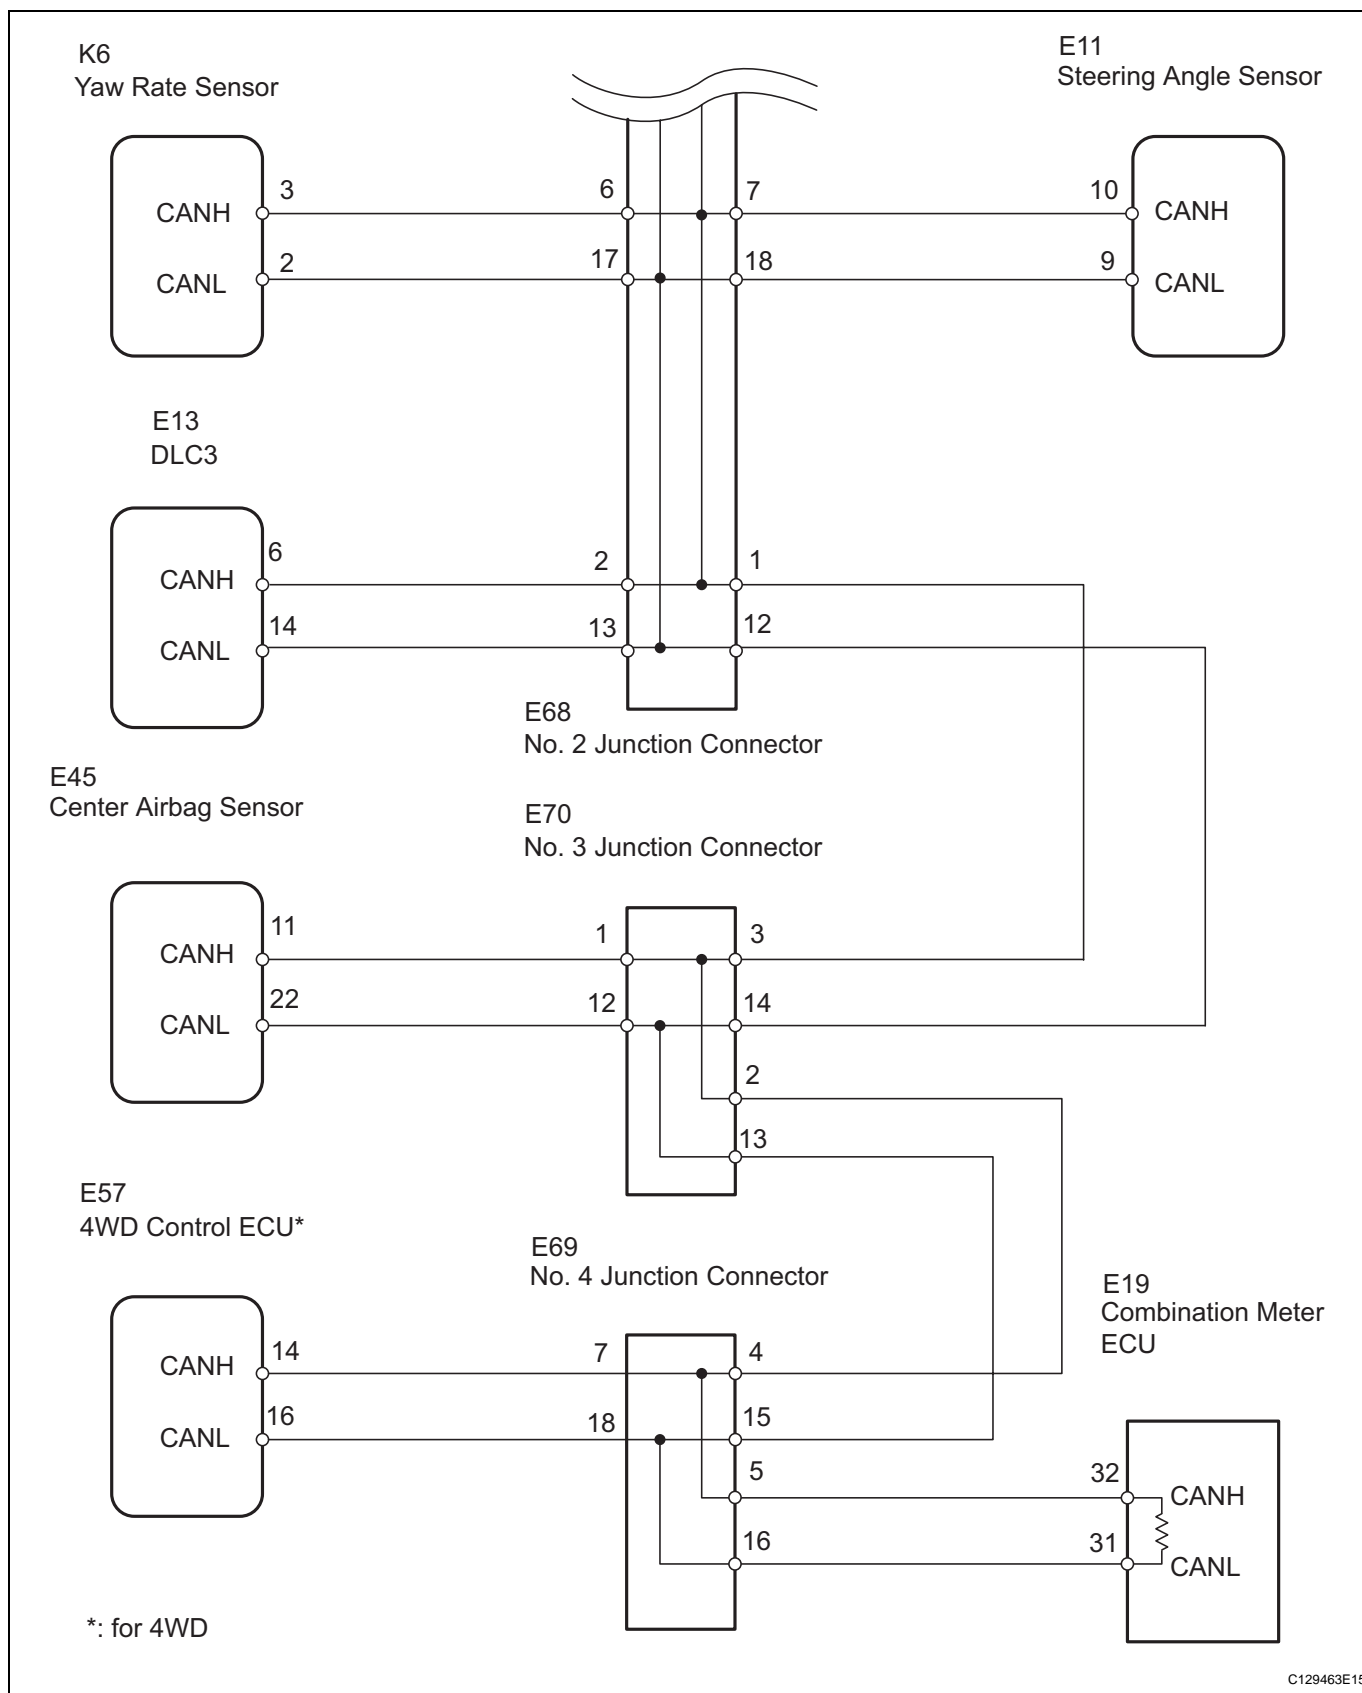 K6
Yaw Rate Sensor
E11
Steering Angle Sensor
3
6
7
10
CANH
CANH
2
17
18
9
CANL
CANL
E13
DLC3
6
2
1
CANH
14
13
12
CANL
E68
No. 2 Junction Connector
E45
Center Airbag Sensor
E70
No. 3 Junction Connector
11
1
3
CANH
22
12
14
CANL
2
13
E57
4WD Control ECU*
E69
No. 4 Junction Connector
E19
Combination Meter
ECU
14
7
4
CANH
16
18
15
CANL
5
32
CANH
16
31
CANL
*: for 4WD
C129463E15